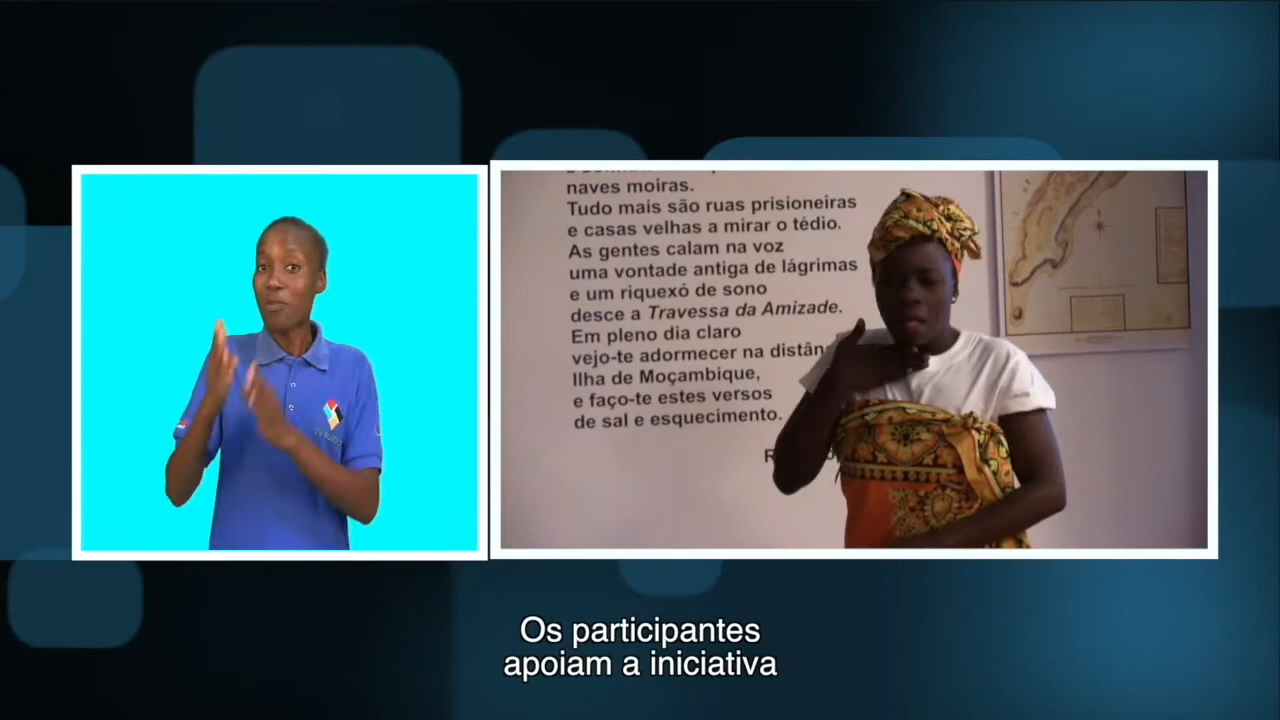 naves moiras.
Tudo mais são ruas prisioneiras
e casas velhas a mirar o tédio.
As gentes calam na voz
uma vontade antiga de lágrimas
e um riquexó de sono
desce a Travessa da Amizade.
Em pleno dia claro
vejo-te adormecer na distân
Ilha de Moçambique,
e faço-te estes versos
de sal e esquecimento.
Os participantes
apoiam a iniciativa